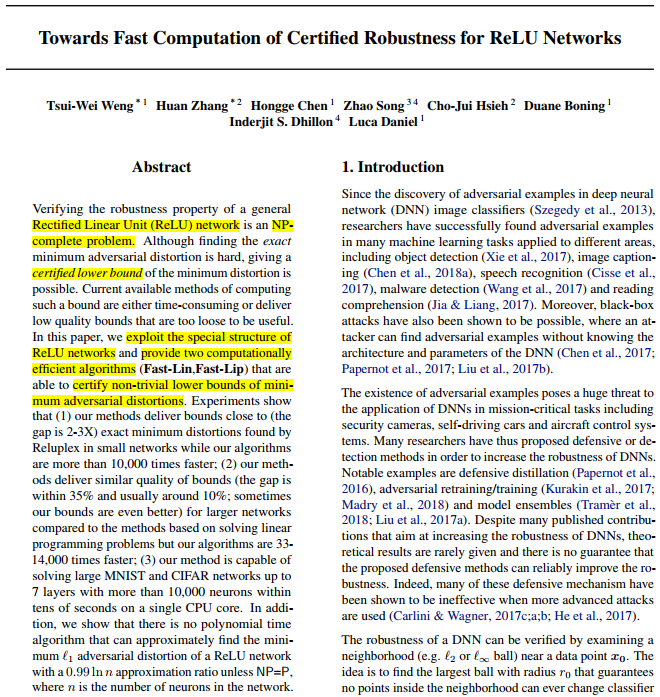 Towards Fast Computation of Certified Robustness for ReLU Networks
Tsui-Wei Weng * 1 Huan Zhang * 2 Hongge Chen 1 Zhao Song 3 4 Cho-Jui Hsieh 2 Duane Boning 1
Inderjit S. Dhillon 4 Luca Daniel 1
Abstract
Verifying the robustness property of a general
Rectified Linear Unit (ReLU) network is an NP-
complete problem. Although finding the exact
minimum adversarial distortion is hard, giving a
certified lower bound of the minimum distortion is
possible. Current available methods of computing
such a bound are either time-consuming or deliver
low quality bounds that are too loose to be useful.
In this paper, we exploit the special structure of
ReLU networks and provide two computationally
efficient algorithms (Fast-Lin,Fast-Lip) that are
able to certify non-trivial lower bounds of mini-
mum adversarial distortions. Experiments show
that (1) our methods deliver bounds close to (the
gap is 2-3X) exact minimum distortions found by
Reluplex in small networks while our algorithms
are more than 10,000 times faster; (2) our meth-
ods deliver similar quality of bounds (the gap
is within 35% and usually around 10%; sometimes
our bounds are even better) for larger networks
compared to the methods based on solving linear
programming problems but our algorithms are 33-
14,000 times faster; (3) our method is capable of
solving large MNIST and CIFAR networks up to
7 layers with more than 10,000 neurons within
tens of seconds on a single CPU core. In addi-
tion, we show that there is no polynomial time
algorithm that can approximately find the mini-
mum ℓ1 adversarial distortion of a ReLU network
with a 0.99 ln n approximation ratio unless NP=P,
where n is the number of neurons in the network.
1. Introduction
Since the discovery of adversarial examples in deep neural
network (DNN) image classifiers (Szegedy et al., 2013),
researchers have successfully found adversarial examples
in many machine learning tasks applied to different areas,
including object detection (Xie et al., 2017), image caption-
ing (Chen et al., 2018a), speech recognition (Cisse et al.,
2017), malware detection (Wang et al., 2017) and reading
comprehension (Jia & Liang, 2017). Moreover, black-box
attacks have also been shown to be possible, where an at-
tacker can find adversarial examples without knowing the
architecture and parameters of the DNN (Chen et al., 2017;
Papernot et al., 2017; Liu et al., 2017b).
The existence of adversarial examples poses a huge threat to
the application of DNNs in mission-critical tasks including
security cameras, self-driving cars and aircraft control sys-
tems. Many researchers have thus proposed defensive or de-
tection methods in order to increase the robustness of DNNs.
Notable examples are defensive distillation (Papernot et al.,
2016), adversarial retraining/training (Kurakin et al., 2017;
Madry et al., 2018) and model ensembles (Tramèr et al.,
2018; Liu et al., 2017a). Despite many published contribu-
tions that aim at increasing the robustness of DNNs, theo-
retical results are rarely given and there is no guarantee that
the proposed defensive methods can reliably improve the ro-
bustness. Indeed, many of these defensive mechanism have
been shown to be ineffective when more advanced attacks
are used (Carlini & Wagner, 2017c;a;b; He et al., 2017).
The robustness of a DNN can be verified by examining a
neighborhood (e.g. ℓ2 or ℓ∞ ball) near a data point x0. The
idea is to find the largest ball with radius r0 that guarantees
no points inside the neighborhood can ever change classifier